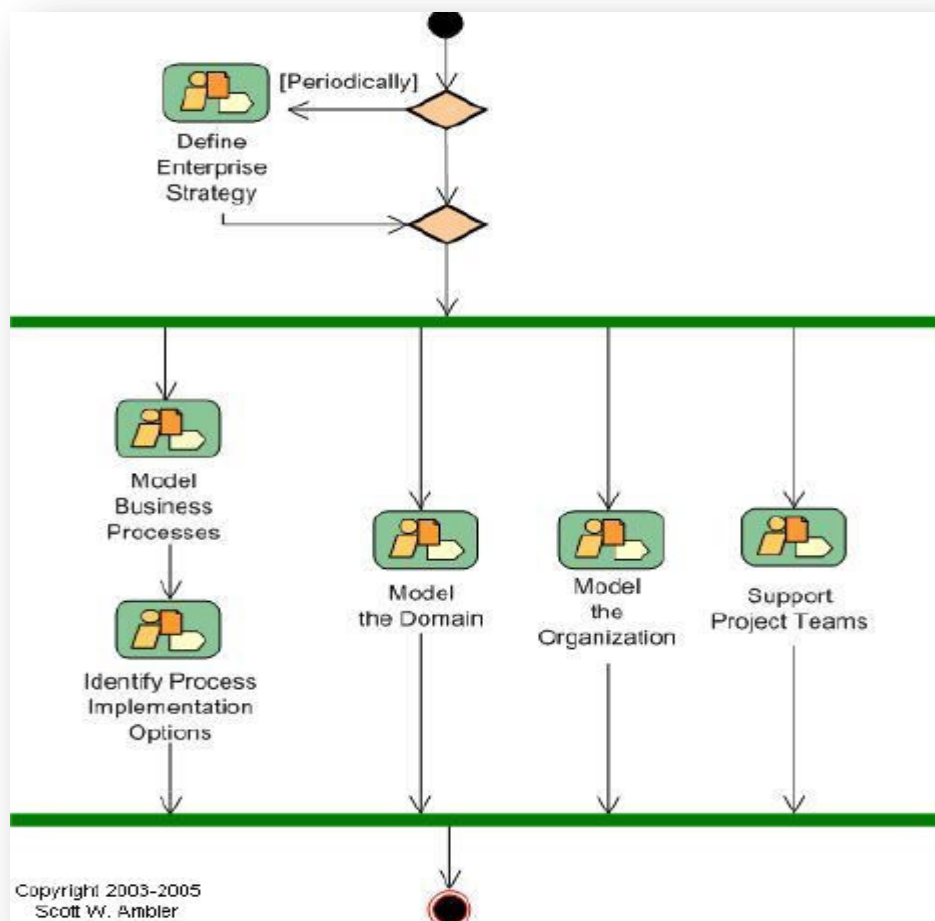 [Periodically]
Define
Enterprise
Strategy
Model
Business
Processes
Identify Process
Implementation
Options
Model
the Domain
Model
the
Organization
Support
Project Teams
Copyright 2003-2005
Scott W. Ambler